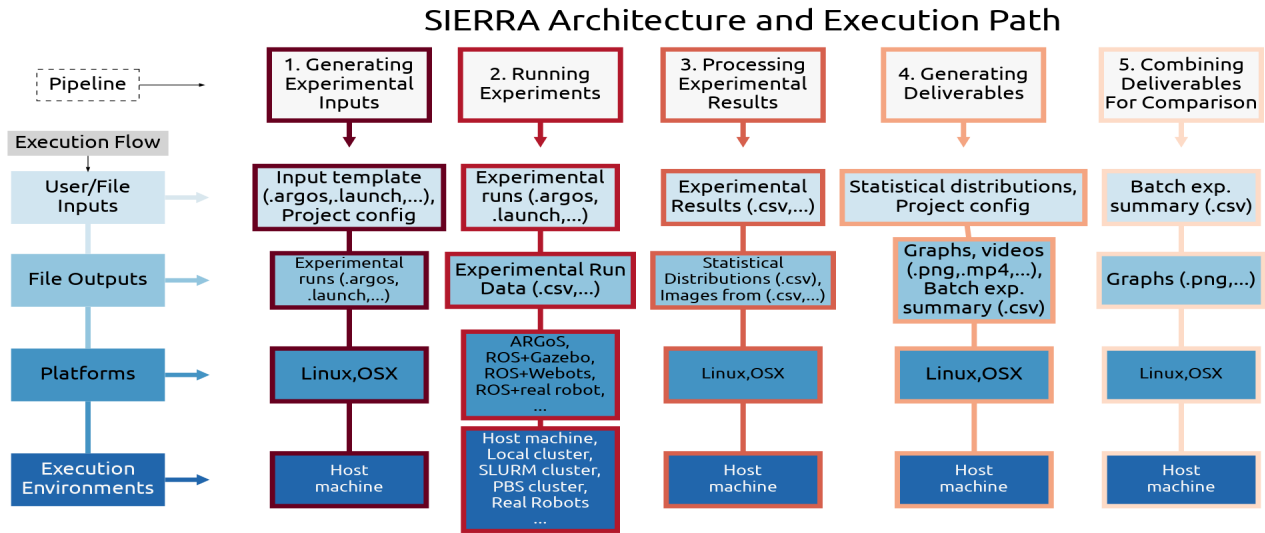 SIERRA Architecture and Execution Path
Pipeline
1. Generating
Experimental
Inputs
2. Running
Experiments
3. Processing
Experimental
Results
4. Generating
Deliverables
5. Combining
Deliverables
For Comparison
Execution Flow
User/File
Inputs
Input template
(.argos,.launch,...),
Project config
Experimental
runs (.argos,
.launch,...)
Experimental
Results (.csv,...)
Statistical distributions,
Project config
Batch exp.
summary (.csv)
File Outputs
Experimental
runs (.argos,
.launch,...)
Experimental Run
Data (.csv,...)
Statistical
Distributions (.csv),
Images from (.csv,...)
Graphs, videos
(.png,.mp4,...),
Batch exp.
summary (.csv)
Graphs (.png,...)
Platforms
Linux,OSX
ARGoS,
ROS+Gazebo,
ROS+Webots,
ROS+real robot,
...
Linux,OSX
Linux,OSX
Linux,OSX
Execution
Environments
Host
machine
Host machine,
Local cluster,
SLURM cluster,
PBS cluster,
Real Robots
...
Host
machine
Host
machine
Host
machine